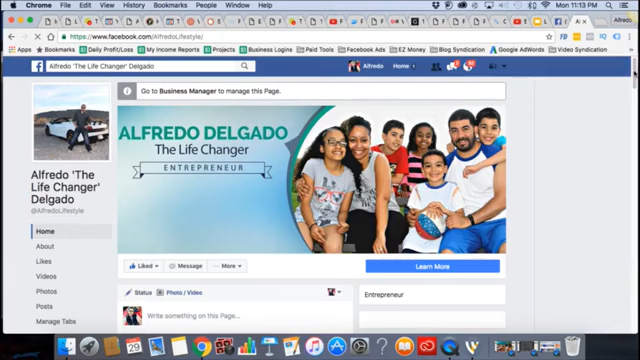 Chrome File Edit View History Bookmarks People Window Help
Mon 11:13 PM
https://www.facebook.com/AlfredoLifestyle/
Apps Bookmarks Daily Profit/Loss My Income Reports Projects Business Logins Paid Tools Facebook Ads EZ Money Blog Syndication Google AdWords Video Syndication
Alfredo 'The Life Changer' Delgado
Alfredo Home
Go to Business Manager to manage this Page.
ALFREDO DELGADO
The Life Changer
ENTREPRENEUR
Alfredo 'The
Life Changer'
Delgado
@AlfredoLifestyle
Home
About
Likes
Videos
Photos
Posts
Manage Tabs
Liked Message More
Learn More
Status Photo / Video
Write something on this Page...
Entrepreneur
29